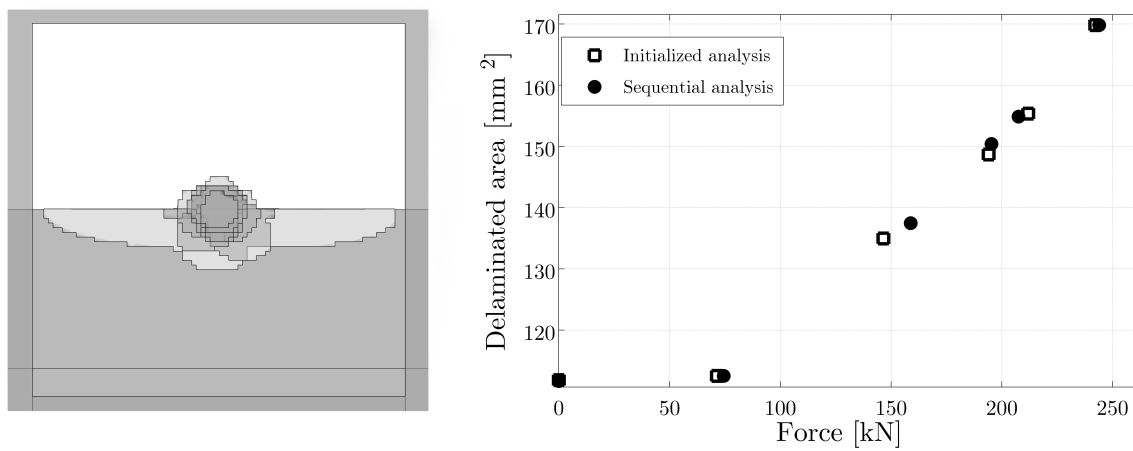 170
160
150
140
130
120
Delaminated area [mm 2]
Initialized analysis
Sequential analysis
0 50 100 150 200 250
Force [kN]